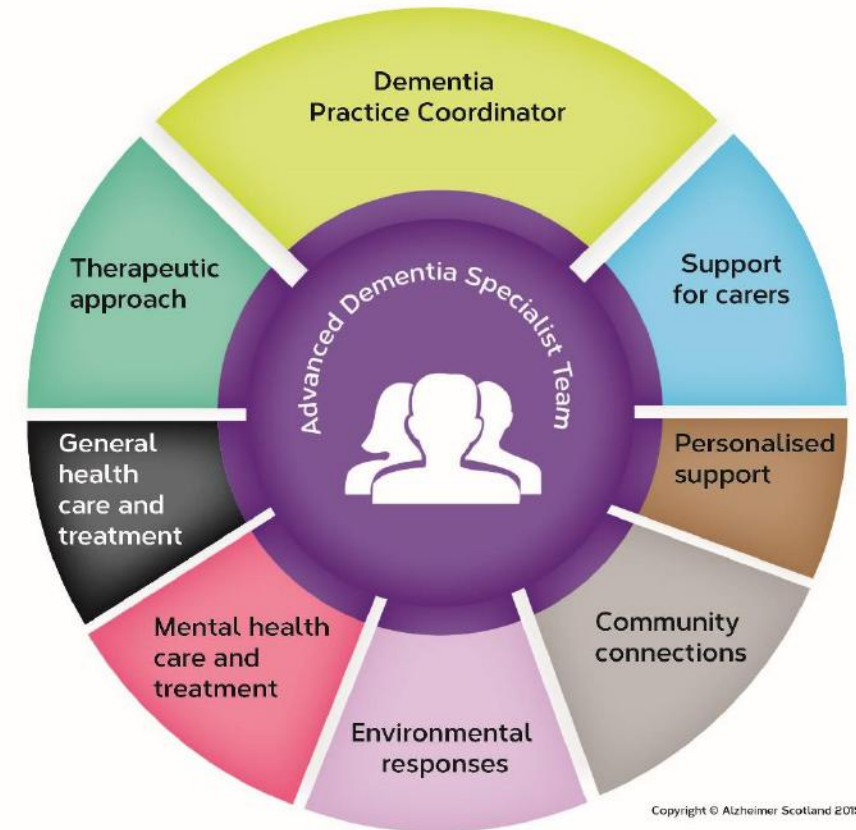 Dementia
Practice Coordinator
Support
for carers
Personalised
support
Community
connections
Environmental
responses
Mental health
care and
treatment
General
health
care and
treatment
Therapeutic
approach
Advanced Dementia Specialist Team
Copyright © Alzheimer Scotland 2015